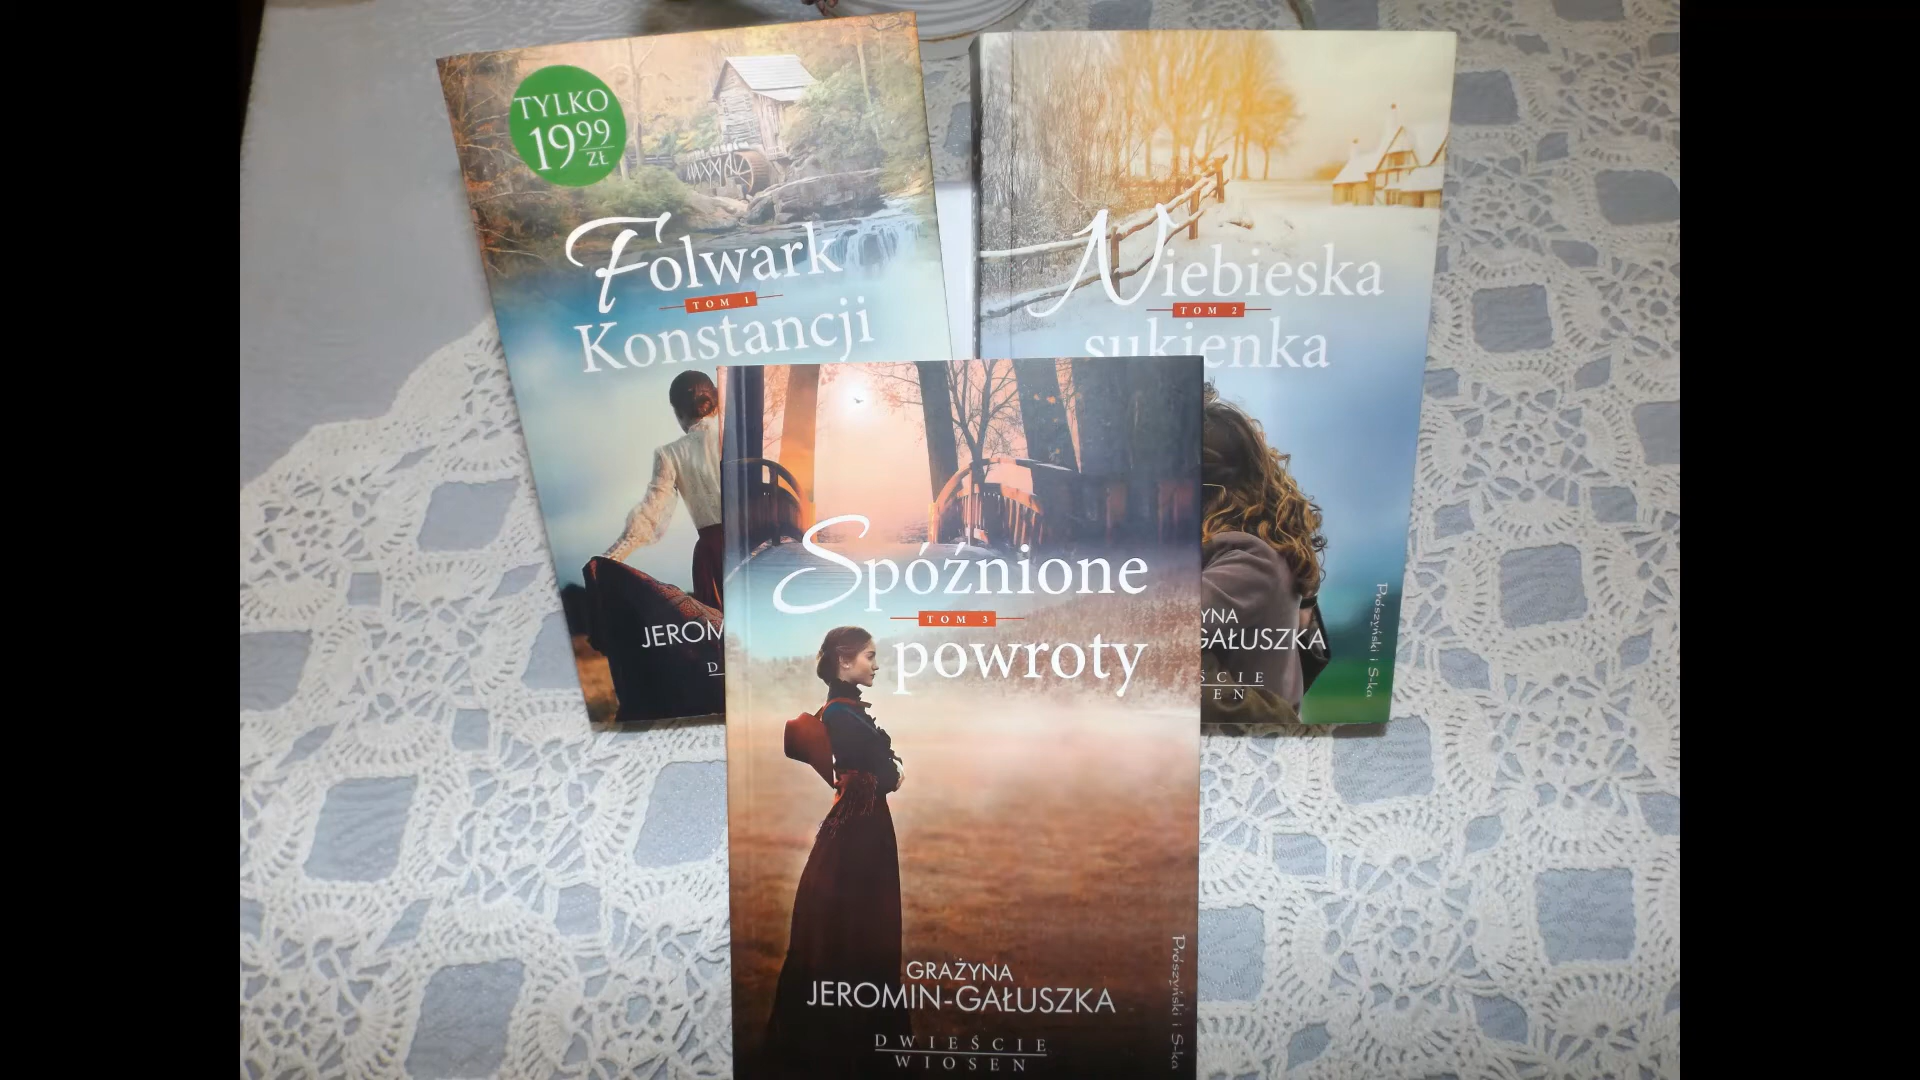 TYLKO
19 99
ZŁ
Folwark
TOM 1
Konstancji
Niebieska
TOM 2
sukienka
GAŁUSZKA
Prószyński i S-ka
Spóźnione
TOM 3
powroty
GRAŻYNA
JEROMIN-GAŁUSZKA
DWIEŚCIE
WIOSEN
Prószyński i S-ka